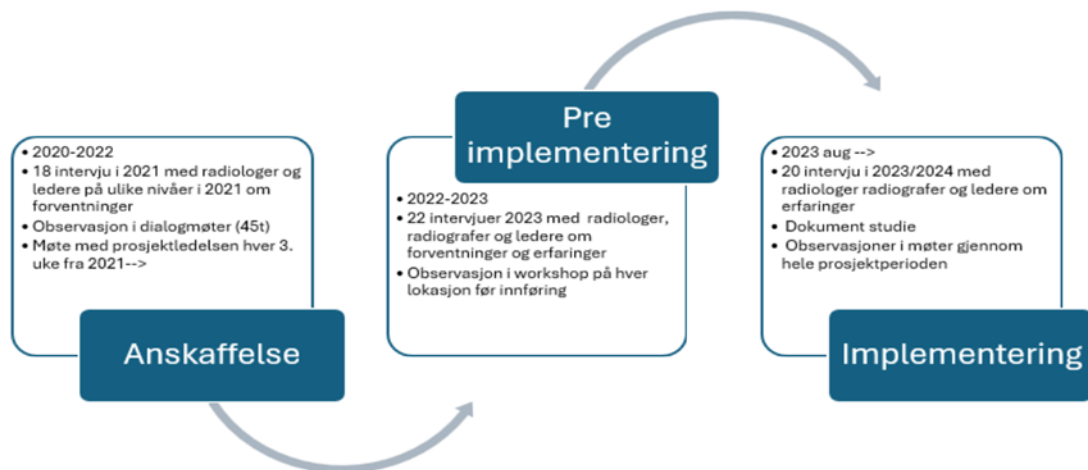 • 2020-2022
• 18 intervju i 2021 med radiologer og
ledere på ulike nivåer i 2021 om
forventninger
• Observasjon i dialogmøter (45t)
• Møte med prosjektledelsen hver 3.
uke fra 2021-->
Anskaffelse
Pre
implementering
• 2022-2023
• 22 intervjuer 2023 med radiologer,
radiografer og ledere om
forventninger og erfaringer
• Observasjon i workshop på hver
lokasjon før innføring
• 2023 aug -->
• 20 intervju i 2023/2024 med
radiologer radiografer og ledere om
erfaringer
• Dokument studie
• Observasjoner i møter gjennom
hele prosjektperioden
Implementering